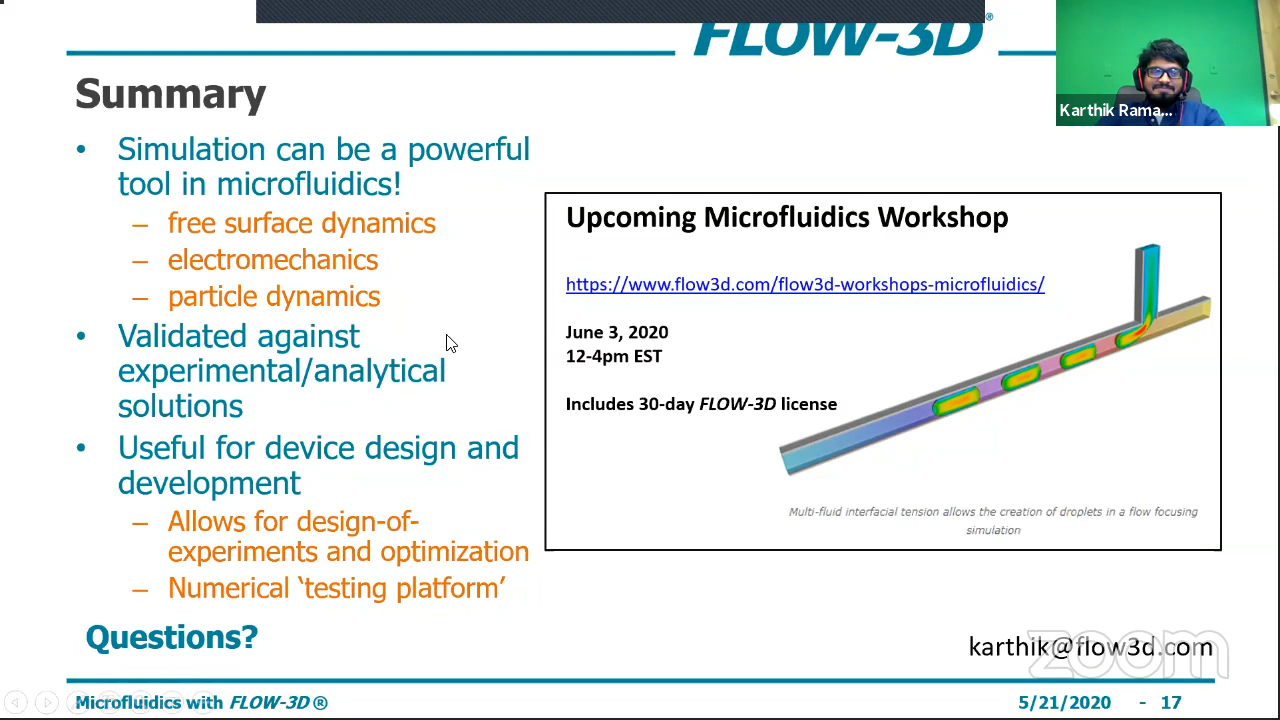 FLOW-3D®
Karthik Rama...
Summary
• Simulation can be a powerful
tool in microfluidics!
– free surface dynamics
– electromechanics
– particle dynamics
• Validated against
experimental/analytical
solutions
• Useful for device design and
development
– Allows for design-of-
experiments and optimization
– Numerical ‘testing platform’
Questions?
Upcoming Microfluidics Workshop
https://www.flow3d.com/flow3d-workshops-microfluidics/
June 3, 2020
12-4pm EST
Includes 30-day FLOW-3D license
Multi-fluid interfacial tension allows the creation of droplets in a flow focusing
simulation
karthik@flow3d.com
zoom
Microfluidics with FLOW-3D ®
5/21/2020 - 17